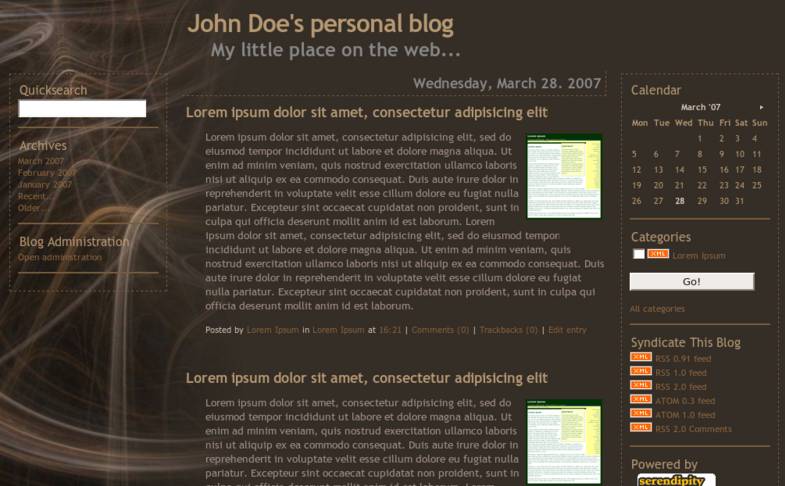 John Doe's personal blog
My little place on the web...
Quicksearch
Archives
March 2007
February 2007
January 2007
Recent...
Older...
Blog Administration
Open administration
Wednesday, March 28. 2007
Lorem ipsum dolor sit amet, consectetur adipisicing elit
Lorem ipsum dolor sit amet, consectetur adipisicing elit, sed do
eiusmod tempor incididunt ut labore et dolore magna aliqua. Ut
enim ad minim veniam, quis nostrud exercitation ullamco laboris
nisi ut aliquip ex ea commodo consequat. Duis aute irure dolor in
reprehenderit in voluptate velit esse cillum dolore eu fugiat nulla
pariatur. Excepteur sint occaecat cupidatat non proident, sunt in
culpa qui officia deserunt mollit anim id est laborum. Lorem
ipsum dolor sit amet, consectetur adipisicing elit, sed do eiusmod tempor
incididunt ut labore et dolore magna aliqua. Ut enim ad minim veniam, quis
nostrud exercitation ullamco laboris nisi ut aliquip ex ea commodo consequat. Duis
aute irure dolor in reprehenderit in voluptate velit esse cillum dolore eu fugiat
nulla pariatur. Excepteur sint occaecat cupidatat non proident, sunt in culpa qui
officia deserunt mollit anim id est laborum.
Posted by Lorem Ipsum in Lorem Ipsum at 16:21 | Comments (0) | Trackbacks (0) | Edit entry
Lorem ipsum dolor sit amet, consectetur adipisicing elit
Lorem ipsum dolor sit amet, consectetur adipisicing elit, sed do
eiusmod tempor incididunt ut labore et dolore magna aliqua. Ut
enim ad minim veniam, quis nostrud exercitation ullamco laboris
nisi ut aliquip ex ea commodo consequat. Duis aute irure dolor in
reprehenderit in voluptate velit esse cillum dolore eu fugiat nulla
pariatur. Excepteur sint occaecat cupidatat non proident, sunt in
Calendar
March '07
Mon Tue Wed Thu Fri Sat Sun
1 2 3 4
5 6 7 8 9 10 11
12 13 14 15 16 17 18
19 20 21 22 23 24 25
26 27 28 29 30 31
Categories
XML Lorem Ipsum
Go!
All categories
Syndicate This Blog
XML RSS 0.91 feed
XML RSS 1.0 feed
XML RSS 2.0 feed
XML ATOM 0.3 feed
XML ATOM 1.0 feed
XML RSS 2.0 Comments
Powered by
serendipity